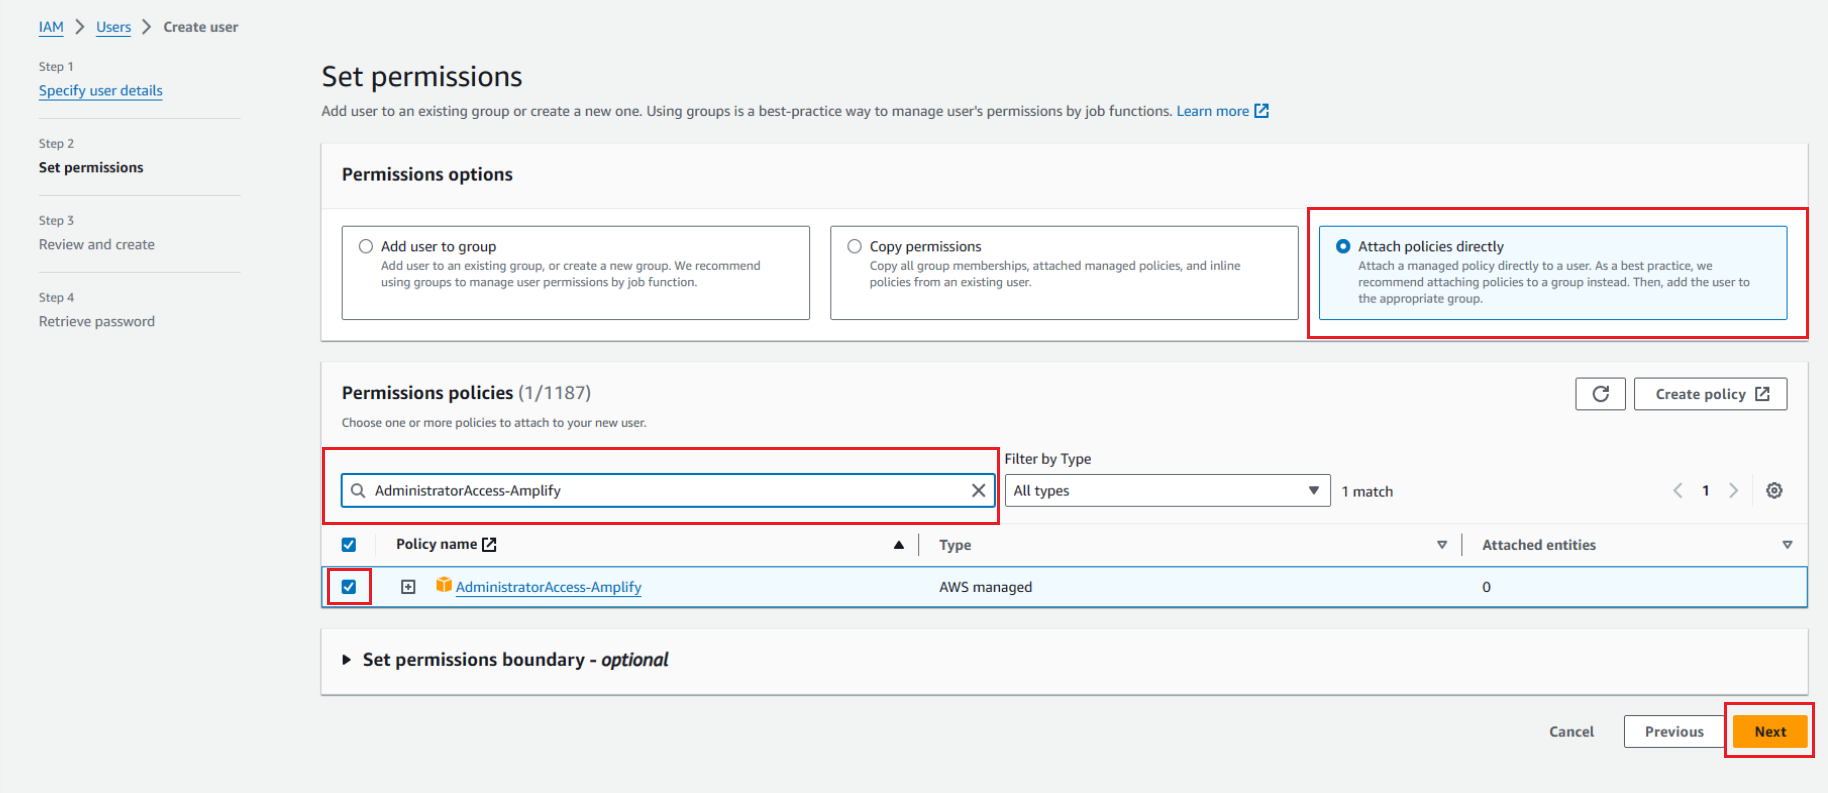 IAM > Users > Create user
Step 1
Specify user details
Step 2
Set permissions
Step 3
Review and create
Step 4
Retrieve password
Set permissions
Add user to an existing group or create a new one. Using groups is a best-practice way to manage user's permissions by job functions. Learn more
Permissions options
Add user to group
Add user to an existing group, or create a new group. We recommend
using groups to manage user permissions by job function.
Copy permissions
Copy all group memberships, attached managed policies, and inline
policies from an existing user.
Attach policies directly
Attach a managed policy directly to a user. As a best practice, we
recommend attaching policies to a group instead. Then, add the user to
the appropriate group.
Permissions policies (1/1187)
Choose one or more policies to attach to your new user.
Create policy
Filter by Type
AdministratorAccess-Amplify
All types
1 match
1
Policy name Type Attached entities
AdministratorAccess-Amplify AWS managed 0
Set permissions boundary - optional
Cancel Previous Next